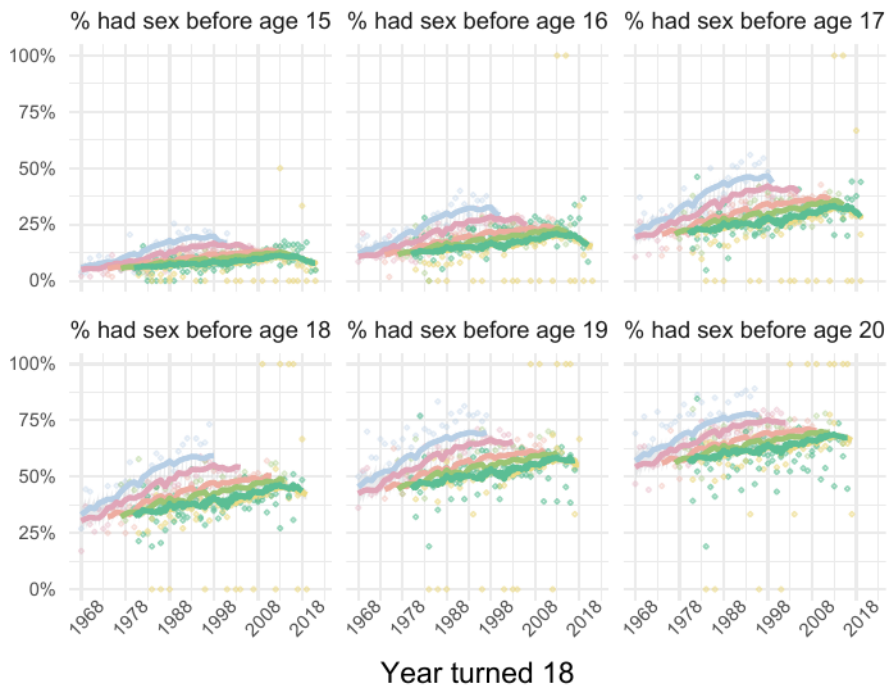 % had sex before age 15 % had sex before age 16 % had sex before age 17
100%
75%
50%
25%
0%
% had sex before age 18 % had sex before age 19 % had sex before age 20
100%
75%
50%
25%
0%
1968 1978 1988 1998 2008 2018 1968 1978 1988 1998 2008 2018 1968 1978 1988 1998 2008 2018
Year turned 18